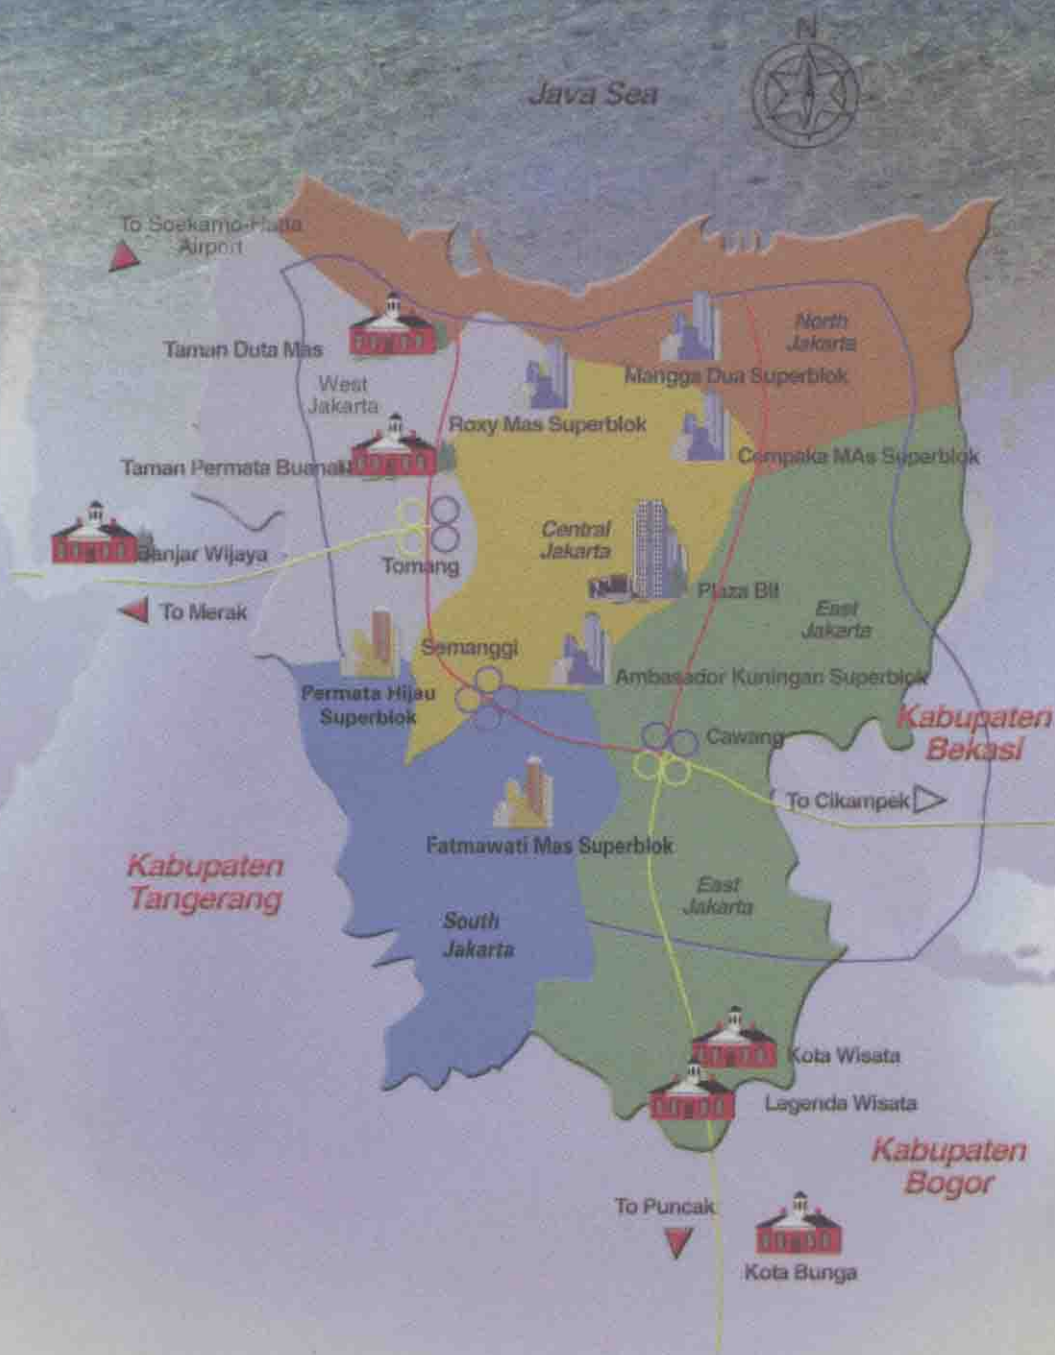 N
Java Sea
To Soekarno-Hatta
Airport
Taman Duta Mas
North
Jakarta
West
Jakarta
Mangga Dua Superblok
Roxy Mas Superblok
Cempaka MAs Superblok
Taman Permata Buana
Central
Jakarta
Banjar Wijaya
Tomang
Plaza BII
To Merak
East
Jakarta
Semanggi
Ambasador Kuningan Superblok
Permata Hijau
Superblok
Kabupaten
Bekasi
Cawang
To Cikampek
Fatmawati Mas Superblok
Kabupaten
Tangerang
East
Jakarta
South
Jakarta
Kota Wisata
Legenda Wisata
Kabupaten
Bogor
To Puncak
Kota Bunga